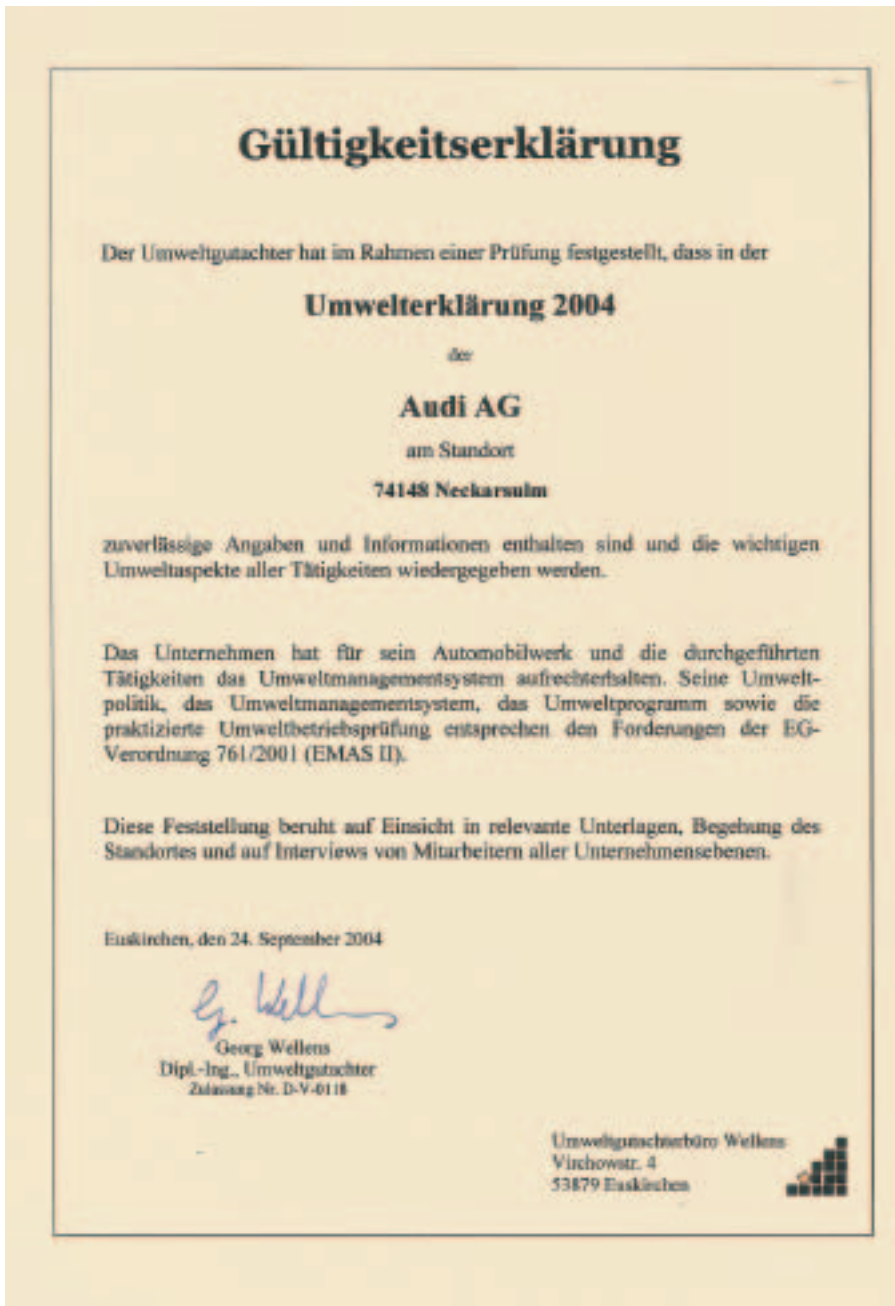 Gültigkeitserklärung
Der Umweltgutachter hat im Rahmen einer Prüfung festgestellt, dass in der
Umwelterklärung 2004
der
Audi AG
am Standort
74148 Neckarsulm
zuverlässige Angaben und Informationen enthalten sind und die wichtigen
Umweltaspekte aller Tätigkeiten wiedergegeben werden.
Das Unternehmen hat für sein Automobilwerk und die durchgeführten
Tätigkeiten das Umweltmanagementsystem aufrechterhalten. Seine Umwelt-
politik, das Umweltmanagementsystem, das Umweltprogramm sowie die
praktizierte Umweltbetriebsprüfung entsprechen den Forderungen der EG-
Verordnung 761/2001 (EMAS II).
Diese Feststellung beruht auf Einsicht in relevante Unterlagen, Begehung des
Standortes und auf Interviews von Mitarbeitern aller Unternehmensebenen.
Euskirchen, den 24. September 2004
G. Wellens
Georg Wellens
Dipl.-Ing., Umweltgutachter
Zulassung Nr. D-V-0118
Umweltgutachterbüro Wellens
Virchowstr. 4
53879 Euskirchen